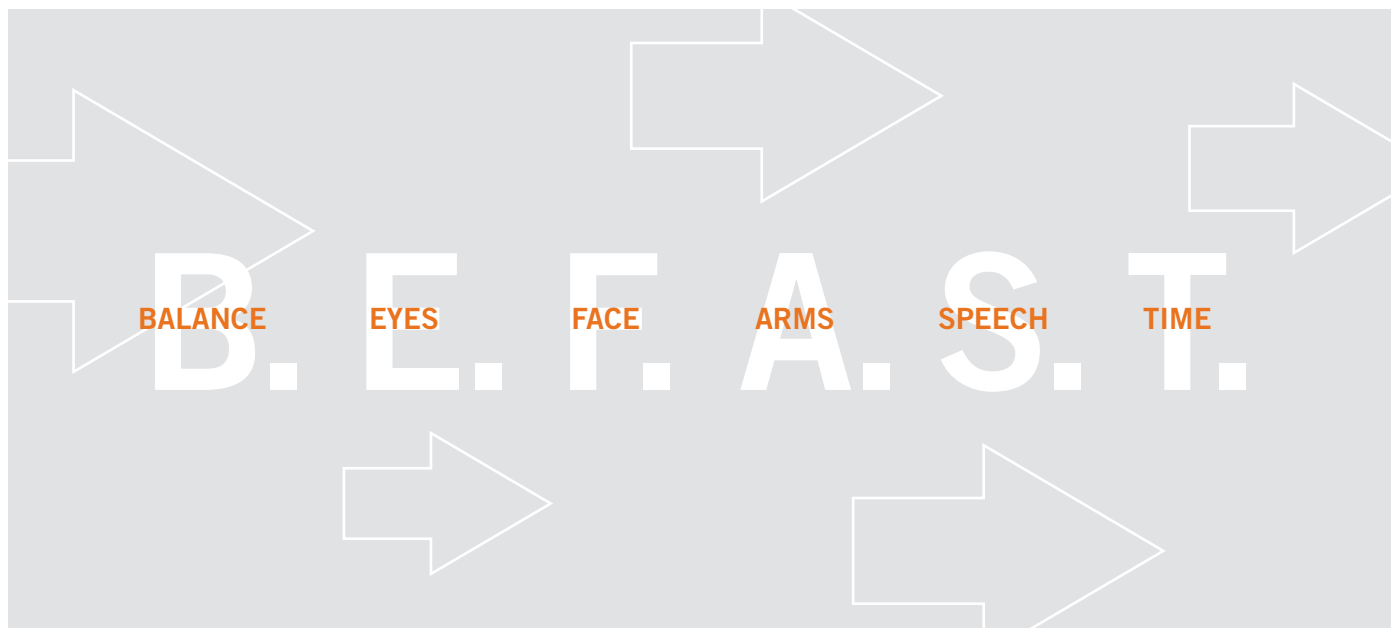 B. E. F. A. S. T.
BALANCE EYES FACE ARMS SPEECH TIME